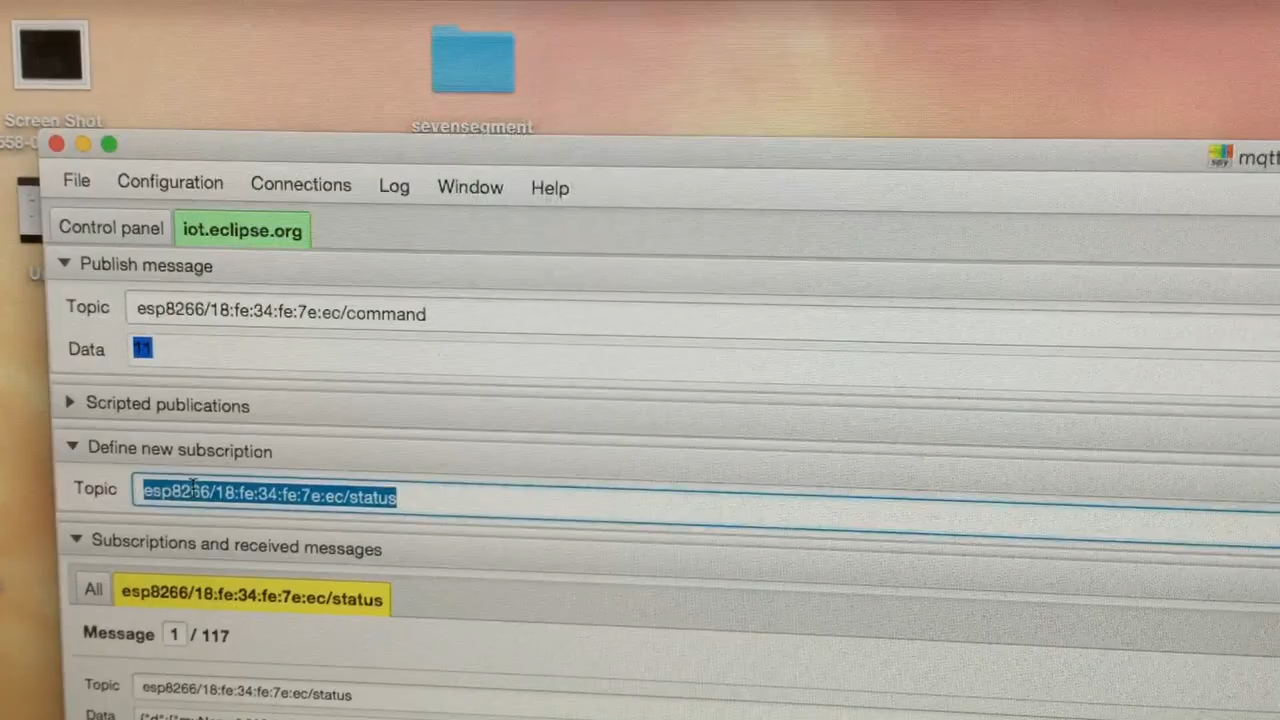 Screen Shot
sevensegment
spy mqtt
File Configuration Connections Log Window Help
Control panel iot.eclipse.org
Publish message
Topic esp8266/18:fe:34:fe:7e:ec/command
Data 11
Scripted publications
Define new subscription
Topic esp8266/18:fe:34:fe:7e:ec/status
Subscriptions and received messages
All esp8266/18:fe:34:fe:7e:ec/status
Message 1 / 117
Topic esp8266/18:fe:34:fe:7e:ec/status
Data